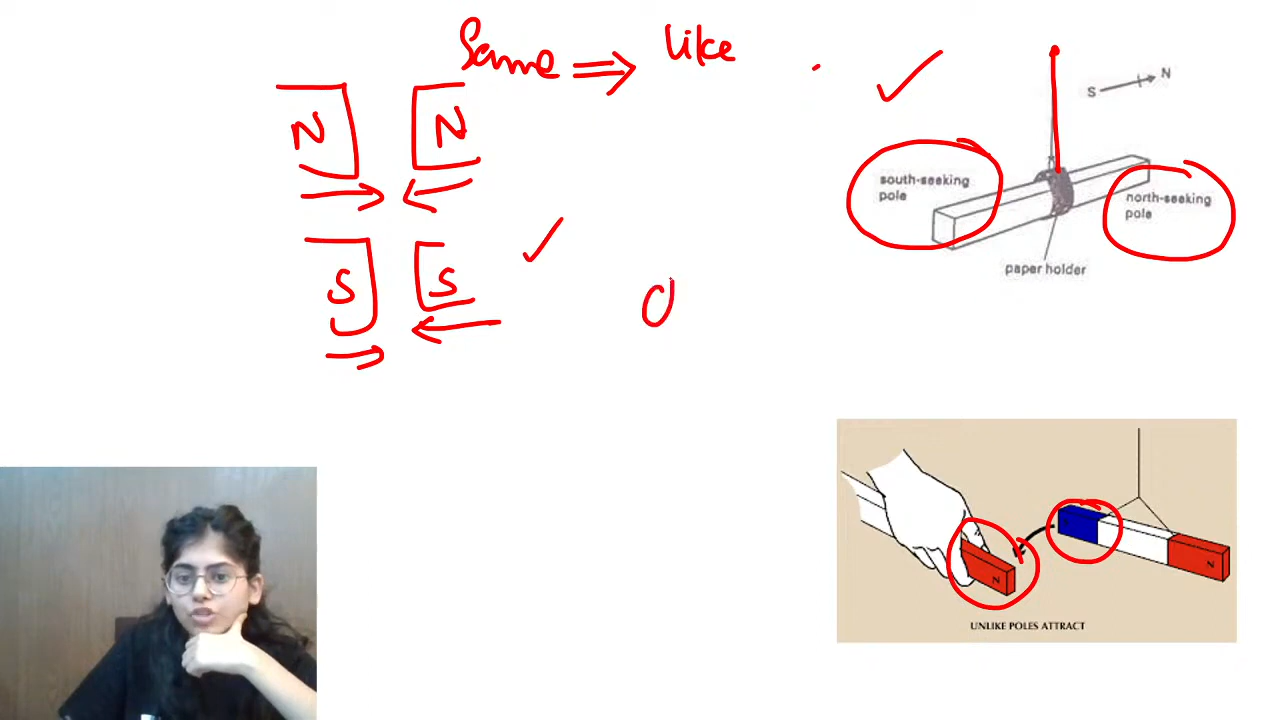 Same ⇒ like
N N
S → N
south-seeking
pole
north-seeking
pole
paper holder
S S
O
N
N
UNLIKE POLES ATTRACT